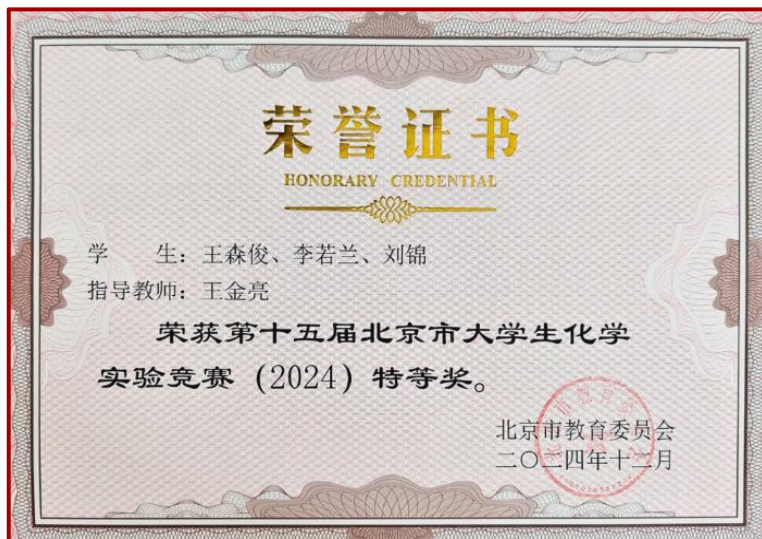 荣誉证书
HONORARY CREDENTIAL
学　　生：王森俊、李若兰、刘锦
指导教师：王金亮
荣获第十五届北京市大学生化学
实验竞赛（2024）特等奖。
北京市教育委员会
二〇二四年十二月